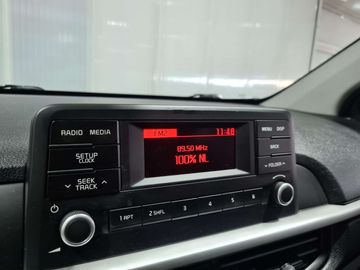 RADIO MEDIA
SETUP
CLOCK
SEEK
TRACK
FM2 11:48
89.50 MHz
100% NL
MENU DISP
BACK
FOLDER
1 RPT 2 SHFL 3 4 5 6